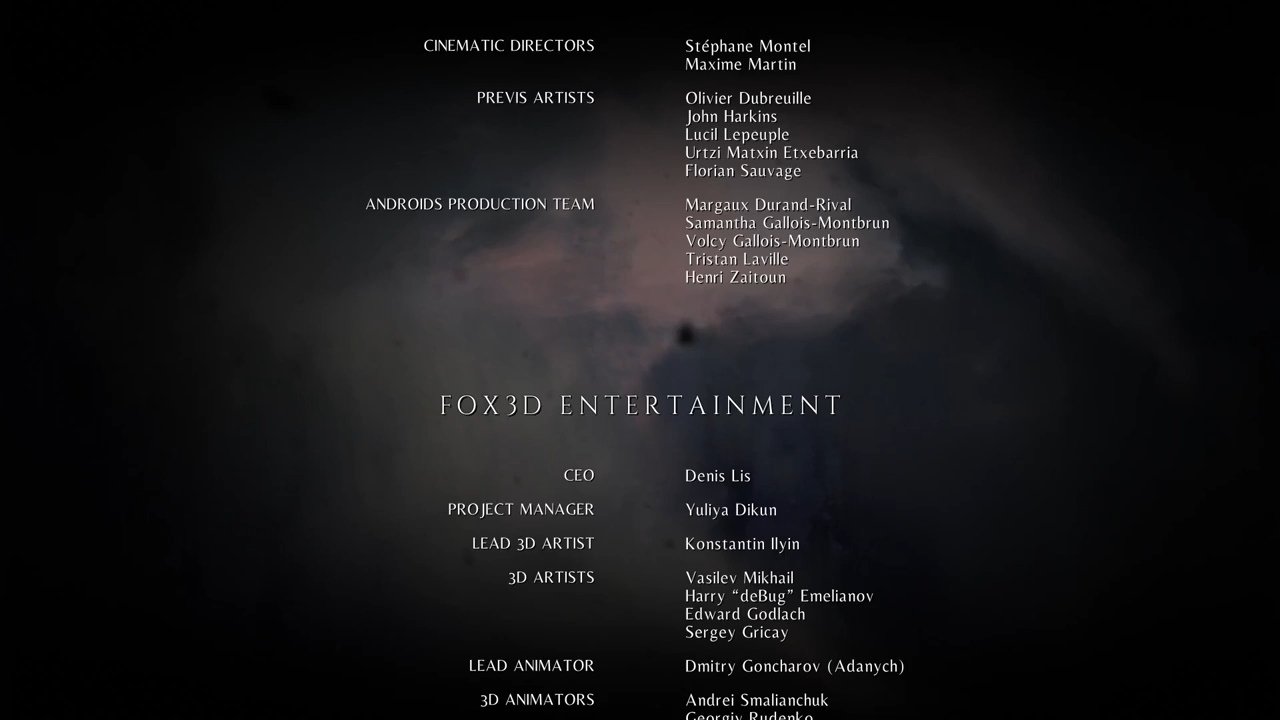 CINEMATIC DIRECTORS Stéphane Montel
Maxime Martin
PREVIS ARTISTS Olivier Dubreuille
John Harkins
Lucil Lepeuple
Urtzi Matxin Etxebarria
Florian Sauvage
ANDROIDS PRODUCTION TEAM Margaux Durand-Rival
Samantha Gallois-Montbrun
Volcy Gallois-Montbrun
Tristan Laville
Henri Zaitoun
FOX3D ENTERTAINMENT
CEO Denis Lis
PROJECT MANAGER Yuliya Dikun
LEAD 3D ARTIST Konstantin Ilyin
3D ARTISTS Vasilev Mikhail
Harry “deBug” Emelianov
Edward Godlach
Sergey Gricay
LEAD ANIMATOR Dmitry Goncharov (Adanych)
3D ANIMATORS Andrei Smalianchuk
Georgiy Rudenko